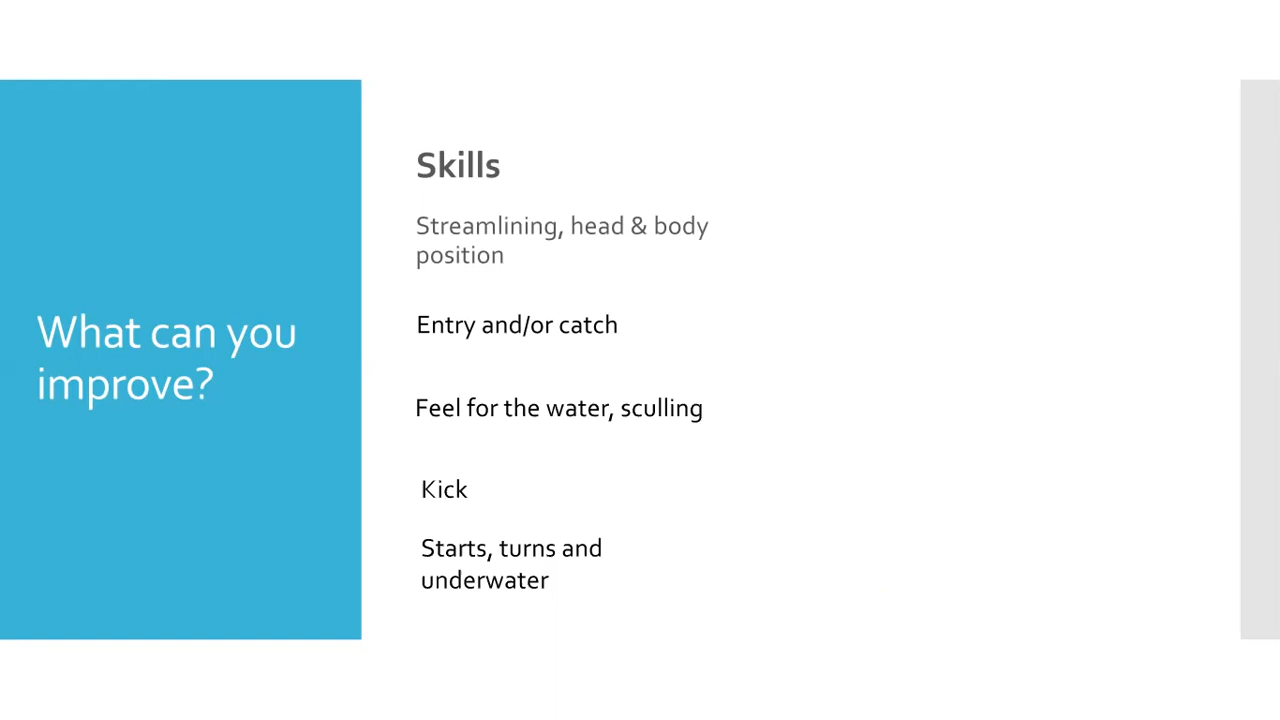 What can you
improve?
Skills
Streamlining, head & body
position
Entry and/or catch
Feel for the water, sculling
Kick
Starts, turns and
underwater